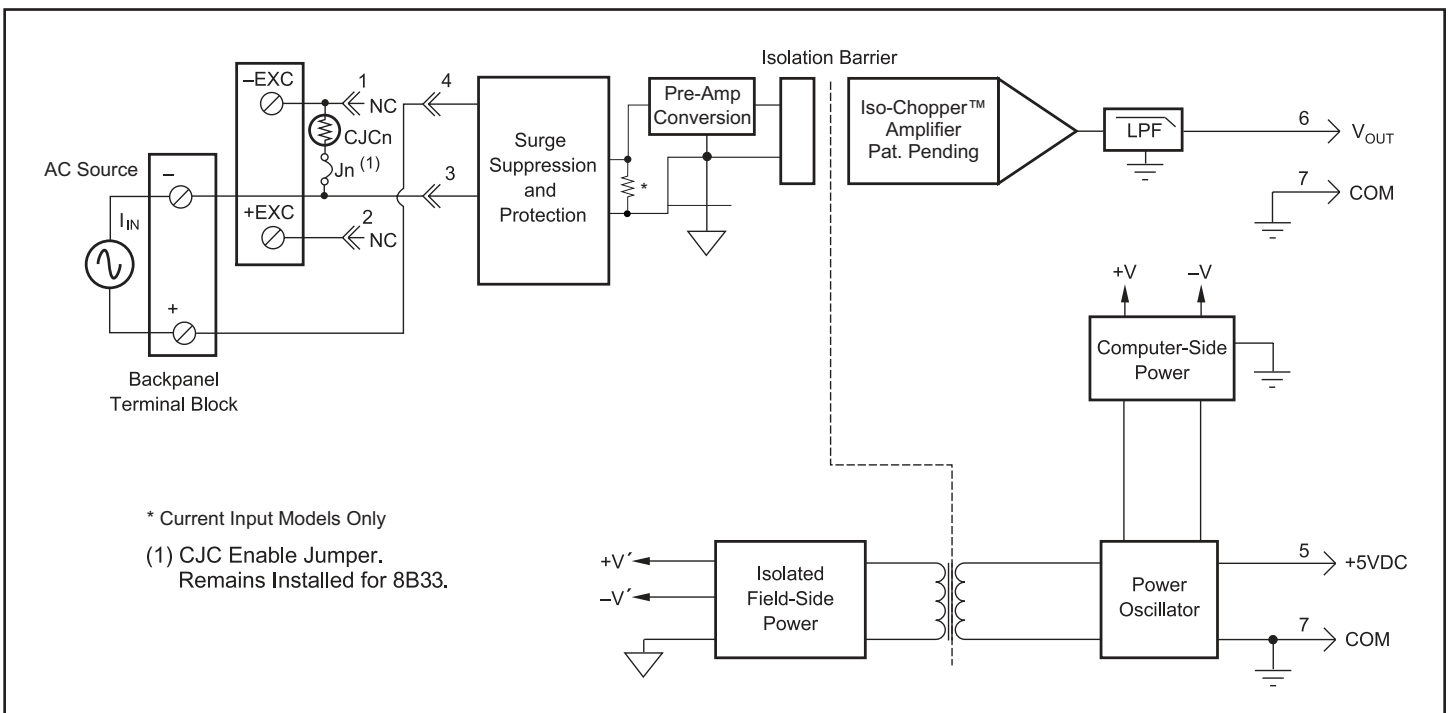 Isolation Barrier
–EXC
1
NC
4
CJCn
Jn (1)
3
+EXC
2
NC
AC Source
–
I IN
+
Backpanel
Terminal Block
Surge
Suppression
and
Protection
*
Pre-Amp
Conversion
Iso-Chopper™
Amplifier
Pat. Pending
LPF
6
VOUT
7
COM
+V
–V
Computer-Side
Power
* Current Input Models Only
(1) CJC Enable Jumper.
Remains Installed for 8B33.
+V´
–V´
Isolated
Field-Side
Power
Power
Oscillator
5
+5VDC
7
COM